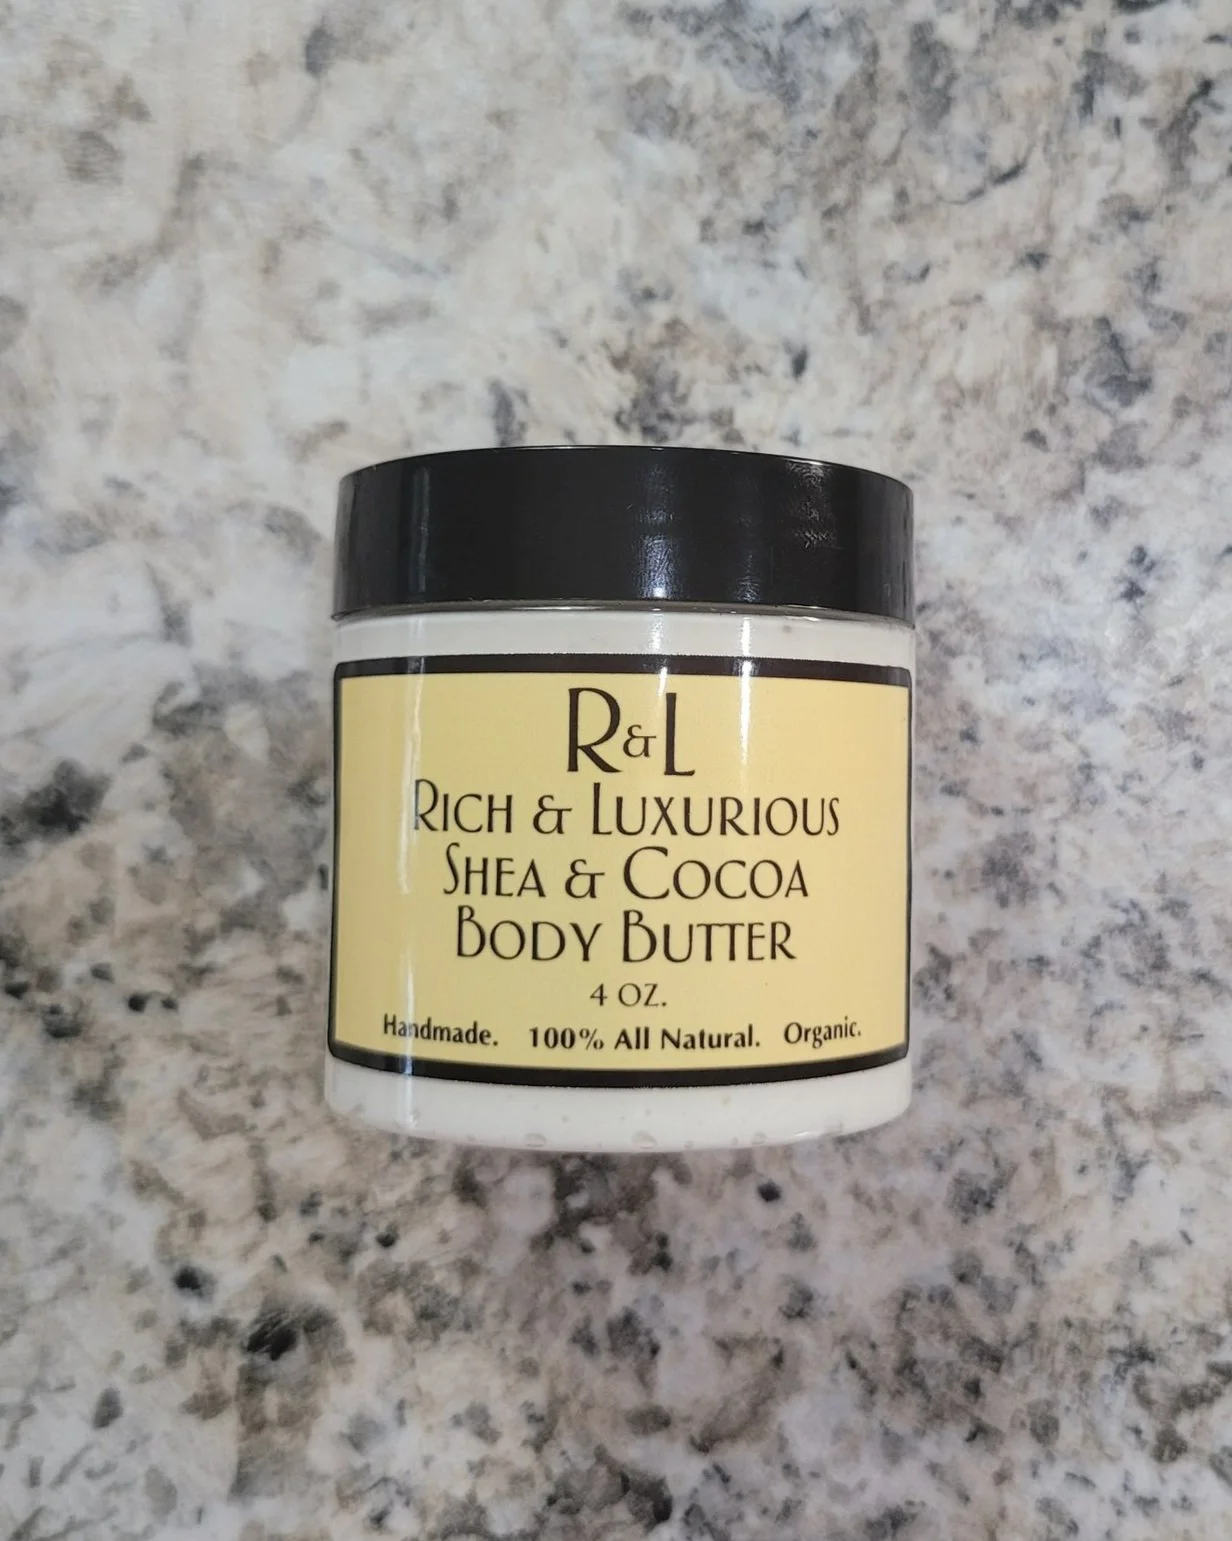 R&L
RICH & LUXURIOUS
SHEA & COCOA
BODY BUTTER
4 OZ.
Handmade. 100% All Natural. Organic.